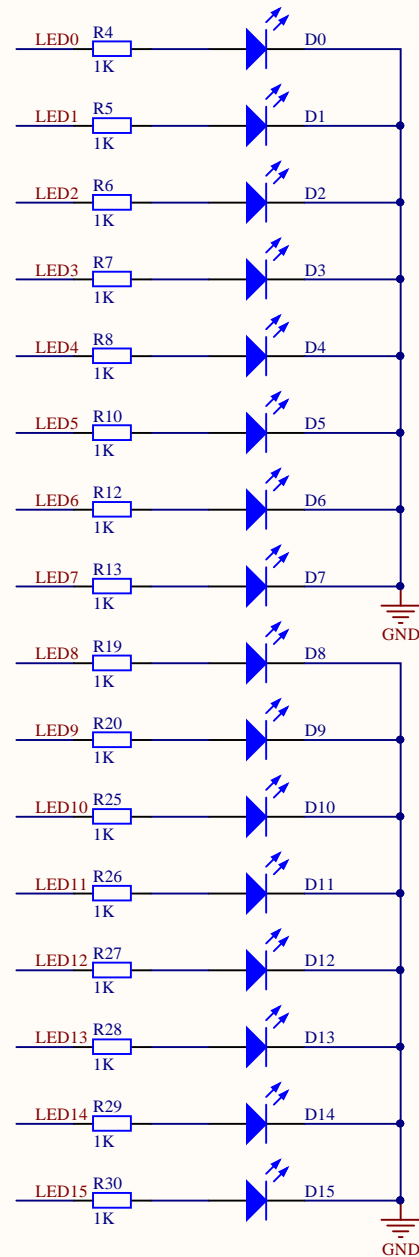 LED0 R4 D0
1K
LED1 R5 D1
1K
LED2 R6 D2
1K
LED3 R7 D3
1K
LED4 R8 D4
1K
LED5 R10 D5
1K
LED6 R12 D6
1K
LED7 R13 D7
1K
GND
LED8 R19 D8
1K
LED9 R20 D9
1K
LED10 R25 D10
1K
LED11 R26 D11
1K
LED12 R27 D12
1K
LED13 R28 D13
1K
LED14 R29 D14
1K
LED15 R30 D15
1K
GND